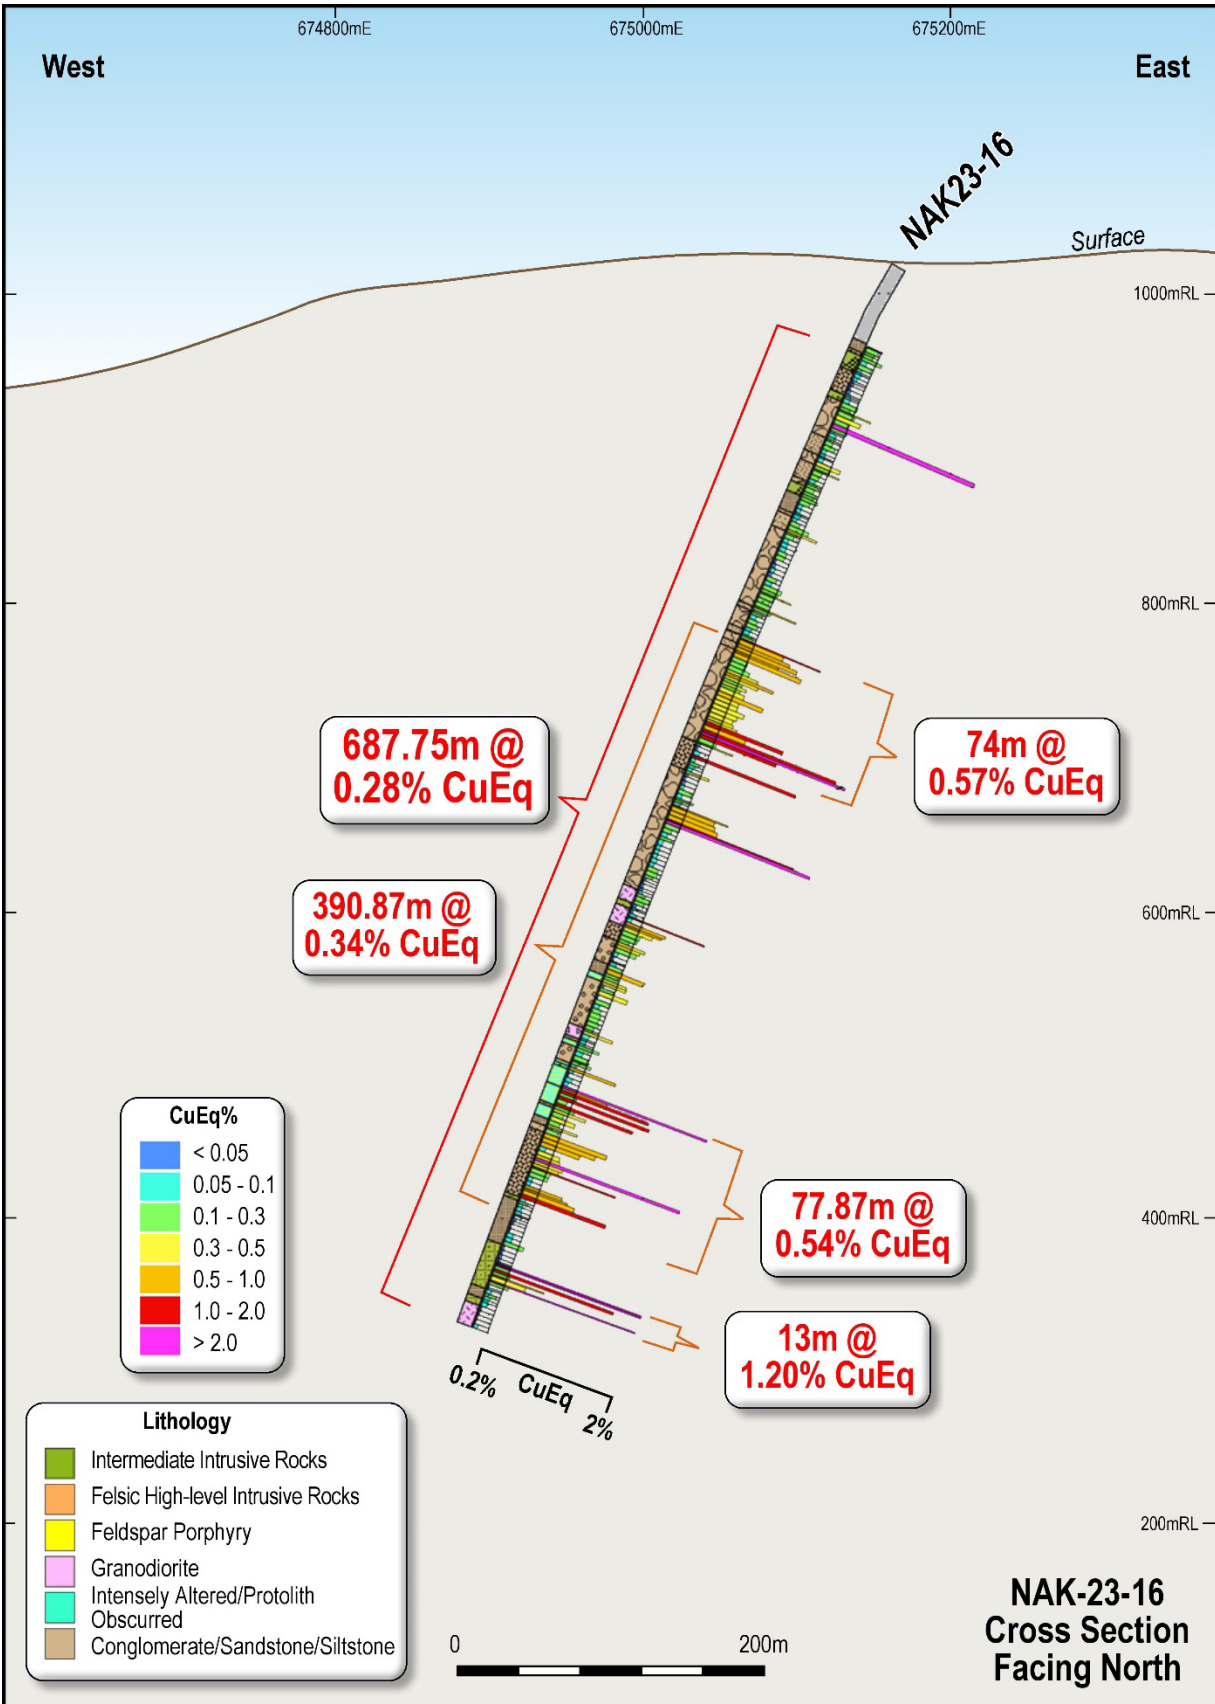 674800mE
675000mE
675200mE
West
East
NAK23-16
Surface
1000mRL
800mRL
600mRL
400mRL
200mRL
687.75m @
0.28% CuEq
74m @
0.57% CuEq
390.87m @
0.34% CuEq
77.87m @
0.54% CuEq
13m @
1.20% CuEq
CuEq%
< 0.05
0.05 - 0.1
0.1 - 0.3
0.3 - 0.5
0.5 - 1.0
1.0 - 2.0
> 2.0
0.2%
CuEq
2%
Lithology
Intermediate Intrusive Rocks
Felsic High-level Intrusive Rocks
Feldspar Porphyry
Granodiorite
Intensely Altered/Protolith
Obscurred
Conglomerate/Sandstone/Siltstone
0
200m
NAK-23-16
Cross Section
Facing North